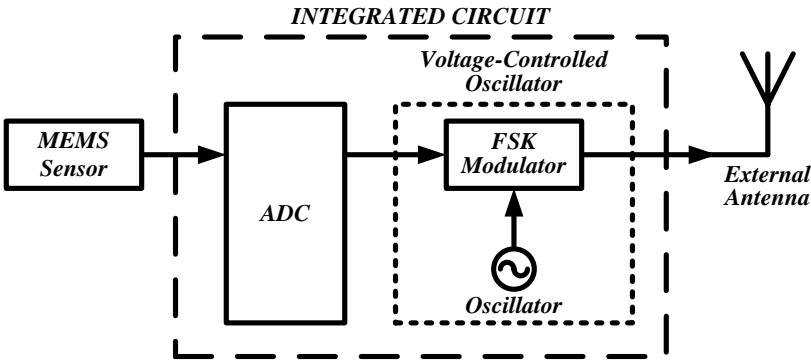 INTEGRATED CIRCUIT
Voltage-Controlled
Oscillator
MEMS
Sensor
ADC
FSK
Modulator
Oscillator
External
Antenna